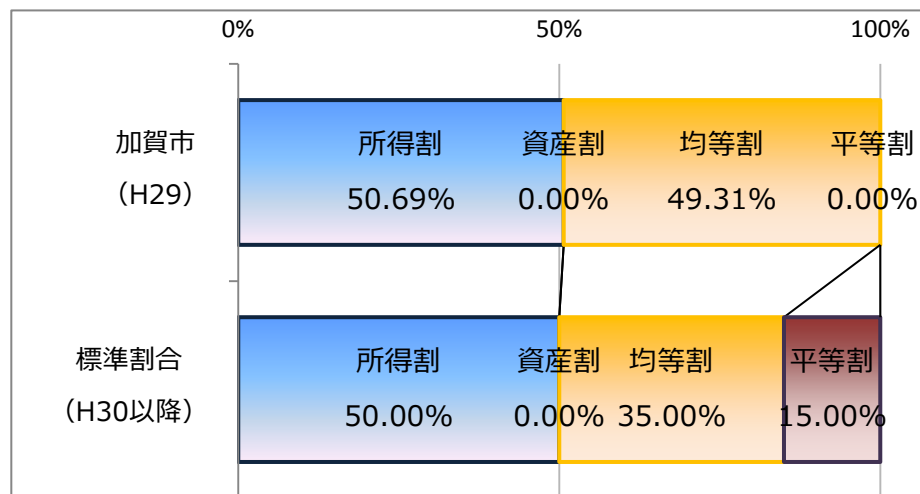 0% 50% 100%
加賀市
（H29）
所得割 資産割 均等割 平等割
50.69% 0.00% 49.31% 0.00%
標準割合
（H30以降）
所得割 資産割 均等割 平等割
50.00% 0.00% 35.00% 15.00%